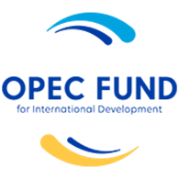 OPEC FUND
for International Development